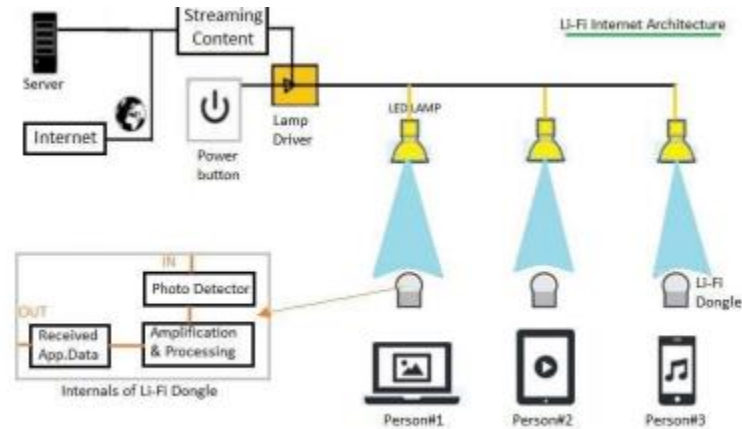 Streaming
Content
Li-Fi Internet Architecture
Server
Internet
Power
button
Lamp
Driver
LED LAMP
Li-Fi
Dongle
IN
Photo Detector
OUT
Received
App.Data
Amplification
& Processing
Internals of Li-Fi Dongle
Person#1
Person#2
Person#3